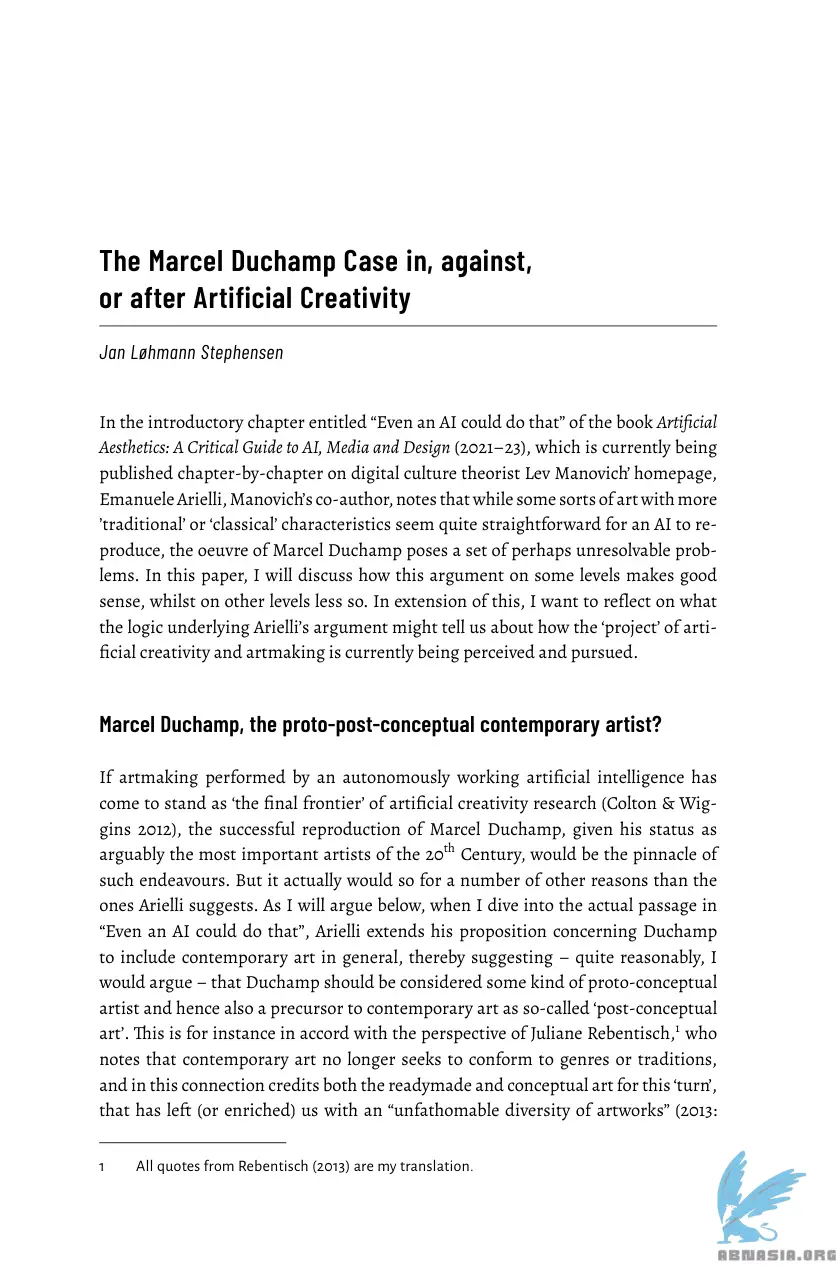 The Marcel Duchamp Case in, against,
or after Artificial Creativity
Jan Løhmann Stephensen
In the introductory chapter entitled “Even an AI could do that” of the book Artificial
Aesthetics: A Critical Guide to AI, Media and Design (2021–23), which is currently being
published chapter-by-chapter on digital culture theorist Lev Manovich’ homepage,
Emanuele Arielli, Manovich’s co-author, notes that while some sorts of art with more
’traditional’ or ‘classical’ characteristics seem quite straightforward for an AI to re-
produce, the oeuvre of Marcel Duchamp poses a set of perhaps unresolvable prob-
lems. In this paper, I will discuss how this argument on some levels makes good
sense, whilst on other levels less so. In extension of this, I want to reflect on what
the logic underlying Arielli’s argument might tell us about how the ‘project’ of arti-
ficial creativity and artmaking is currently being perceived and pursued.
Marcel Duchamp, the proto-post-conceptual contemporary artist?
If artmaking performed by an autonomously working artificial intelligence has
come to stand as ‘the final frontier’ of artificial creativity research (Colton & Wig-
gins 2012), the successful reproduction of Marcel Duchamp, given his status as
arguably the most important artists of the 20th Century, would be the pinnacle of
such endeavours. But it actually would so for a number of other reasons than the
ones Arielli suggests. As I will argue below, when I dive into the actual passage in
“Even an AI could do that”, Arielli extends his proposition concerning Duchamp
to include contemporary art in general, thereby suggesting – quite reasonably, I
would argue – that Duchamp should be considered some kind of proto-conceptual
artist and hence also a precursor to contemporary art as so-called ‘post-conceptual
art’. This is for instance in accord with the perspective of Juliane Rebentisch,1 who
notes that contemporary art no longer seeks to conform to genres or traditions,
and in this connection credits both the readymade and conceptual art for this ‘turn’,
that has left (or enriched) us with an “unfathomable diversity of artworks” (2013:
1 All quotes from Rebentisch (2013) are my translation.
ABNASIA.ORG